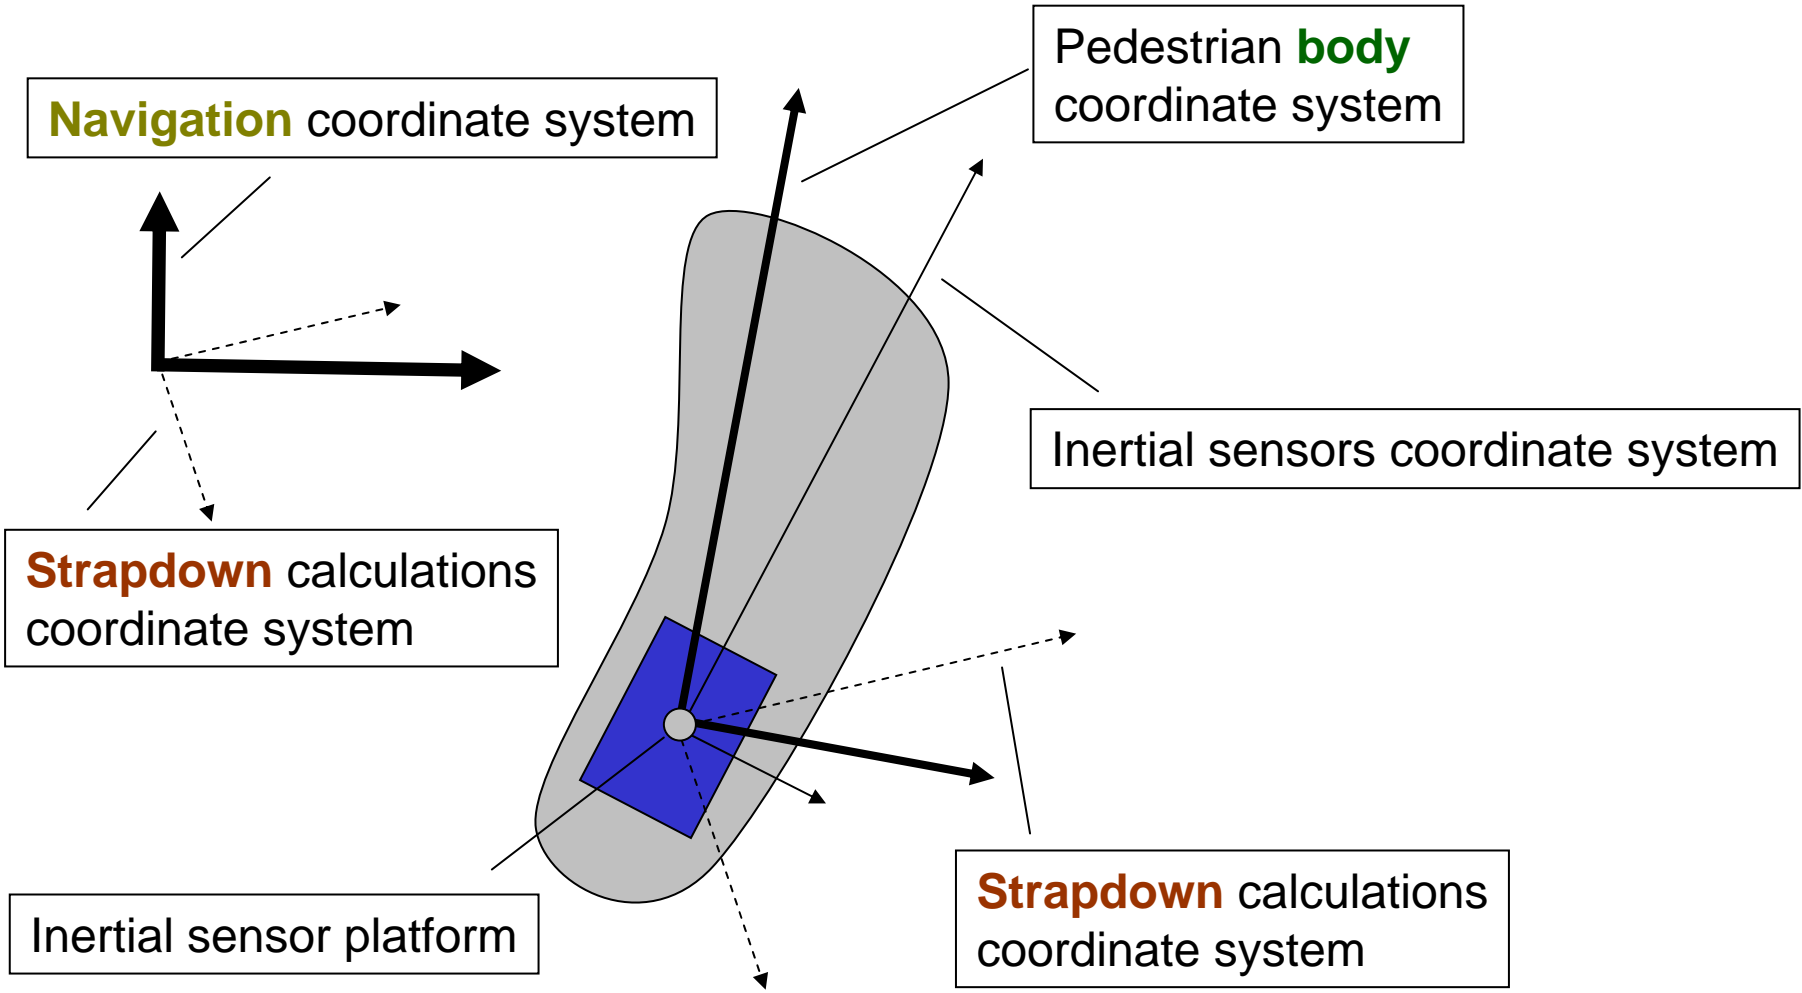 Pedestrian body
coordinate system
Navigation coordinate system
Inertial sensors coordinate system
Strapdown calculations
coordinate system
Strapdown calculations
coordinate system
Inertial sensor platform